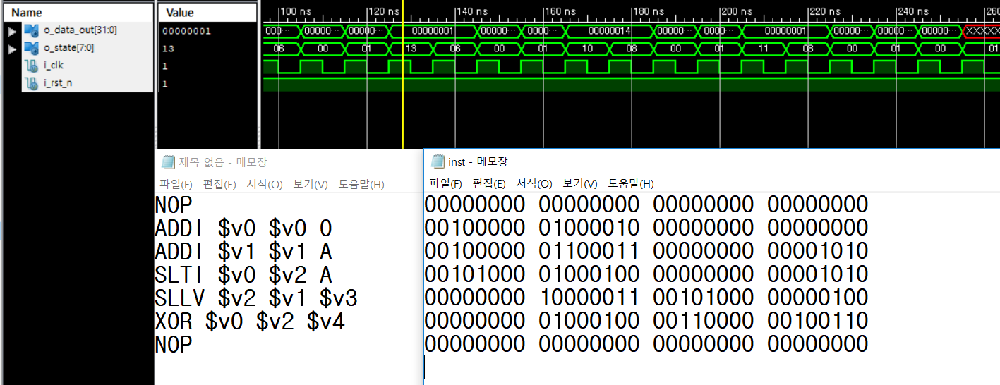 Name Value 100 ns 120 ns 140 ns 160 ns 180 ns 200 ns 220 ns 240 ns 260
o_data_out[31:0] 00000001 000··· 00000··· 00000··· 00000001 00000··· 00000··· 00000014 00000··· 0000··· 00000001 00000··· 00000··· 00000··· XXXXX
o_state[7:0] 13 06 00 01 13 06 00 01 10 08 00 01 11 08 00 01 00 01
i_clk 1
i_rst_n 1
제목 없음 - 메모장
파일(F) 편집(E) 서식(O) 보기(V) 도움말(H)
NOP
ADDI $v0 $v0 0
ADDI $v1 $v1 A
SLTI $v0 $v2 A
SLLV $v2 $v1 $v3
XOR $v0 $v2 $v4
NOP
inst - 메모장
파일(F) 편집(E) 서식(O) 보기(V) 도움말(H)
00000000 00000000 00000000 00000000
00100000 01000010 00000000 00000000
00100000 01100011 00000000 00001010
00101000 01000100 00000000 00001010
00000000 10000011 00101000 00000100
00000000 01000100 00110000 00100110
00000000 00000000 00000000 00000000